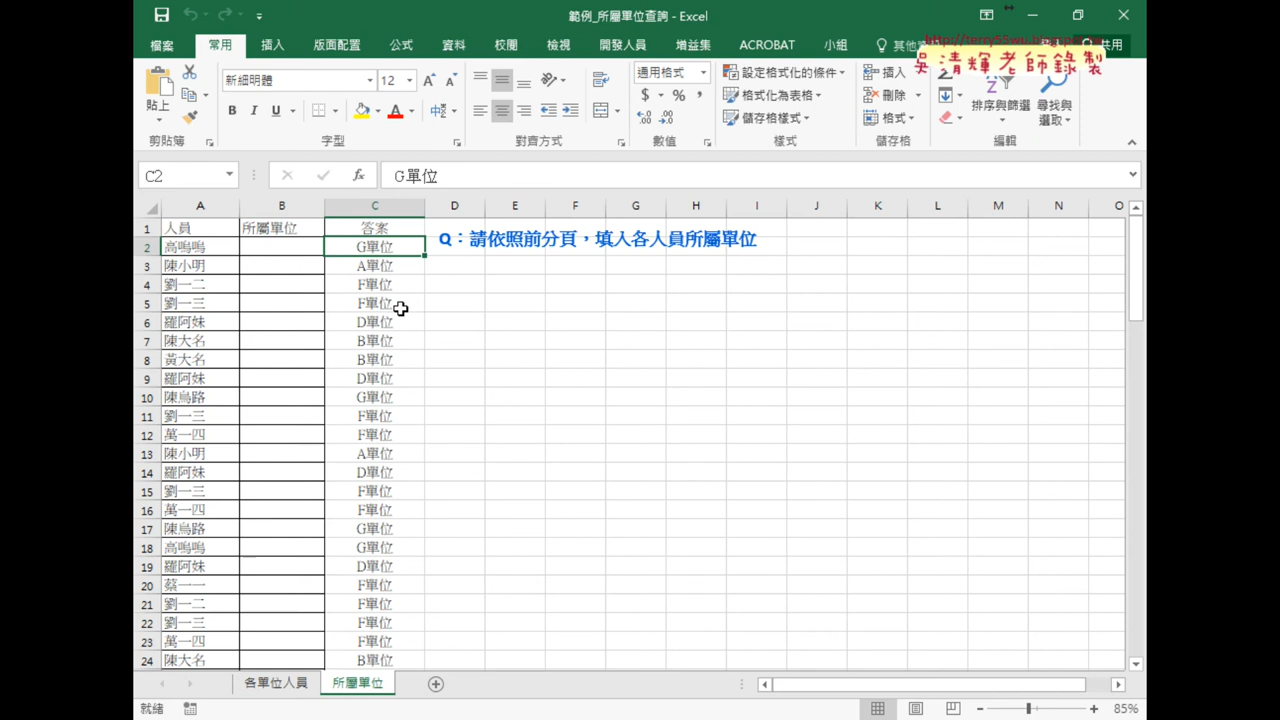 範例_所屬單位查詢 - Excel
檔案 常用 插入 版面配置 公式 資料 校閱 檢視 開發人員 增益集 ACROBAT 小組 共用
吳清輝老師錄製
貼上 新細明體 12 通用格式 設定格式化的條件 插入
B I U A 中 $ % , 格式化為表格 刪除 排序與篩選 尋找與選取
儲存格樣式 格式
剪貼簿 字型 對齊方式 數值 樣式 儲存格 編輯
C2 fx G單位
A B C D E F G H I J K L M N O
1 人員 所屬單位 答案
Q：請依照前分頁，填入各人員所屬單位
2 高嗚嗚 G單位
3 陳小明 A單位
4 劉一二 F單位
5 劉一三 F單位
6 羅阿妹 D單位
7 陳大名 B單位
8 黃大名 B單位
9 羅阿妹 D單位
10 陳烏路 G單位
11 劉一三 F單位
12 萬一四 F單位
13 陳小明 A單位
14 羅阿妹 D單位
15 劉一三 F單位
16 萬一四 F單位
17 陳烏路 G單位
18 高嗚嗚 G單位
19 羅阿妹 D單位
20 蔡一一 F單位
21 劉一二 F單位
22 劉一三 F單位
23 萬一四 F單位
24 陳大名 B單位
各單位人員 所屬單位
就緒 85%